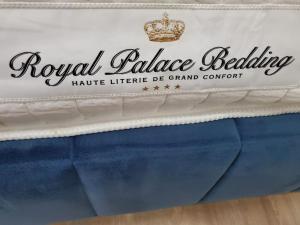 Royal Palace Bedding
HAUTE LITERIE DE GRAND CONFORT